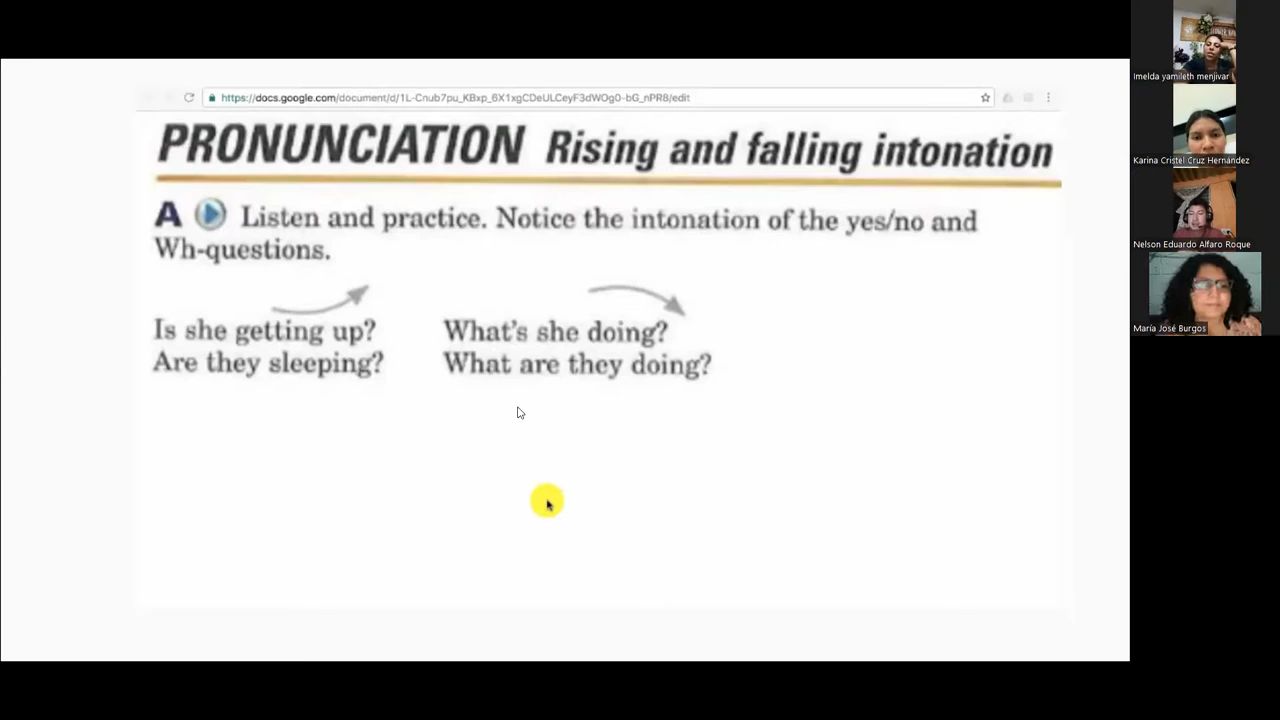 https://docs.google.com/document/d/1L-Cnub7pu_KBxp_6X1xgCDeULCeyF3dWOg0-bG_nPR8/edit
PRONUNCIATION Rising and falling intonation
A Listen and practice. Notice the intonation of the yes/no and
Wh-questions.
Is she getting up? What's she doing?
Are they sleeping? What are they doing?
Imelda yamileth menjivar
Karina Cristel Cruz Hernández
Nelson Eduardo Alfaro Roque
María José Burgos